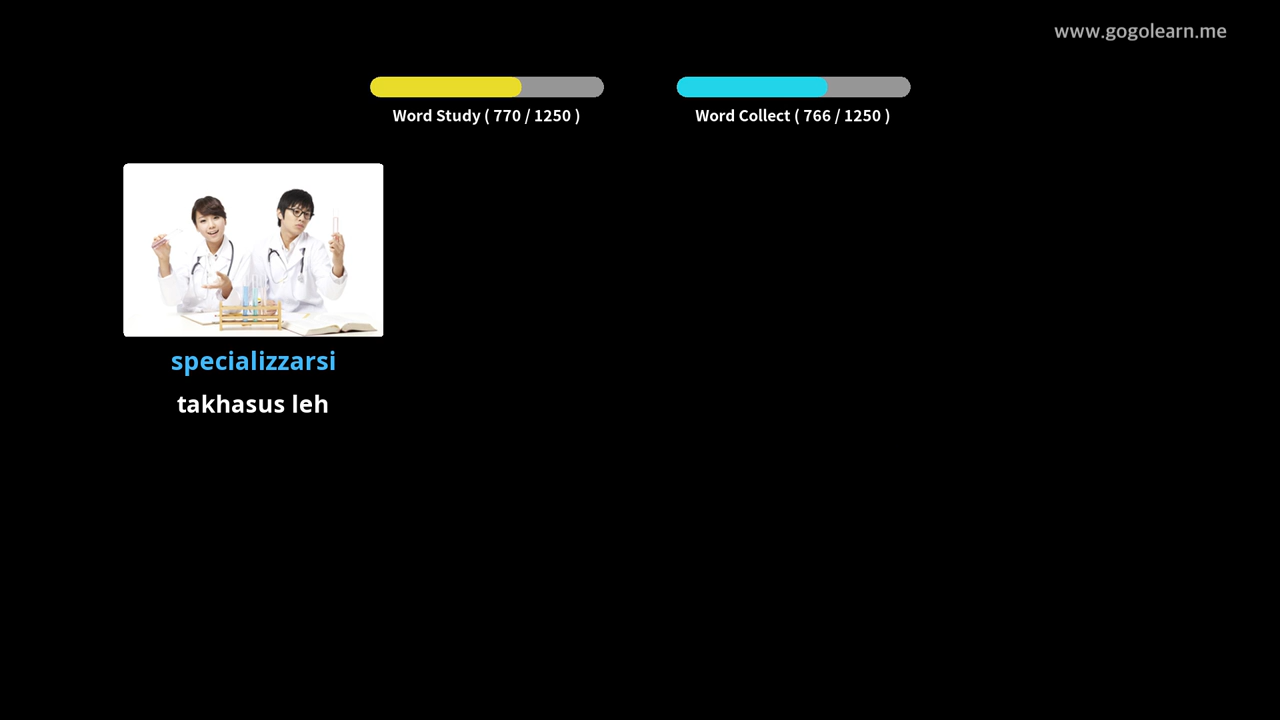 www.gogolearn.me
Word Study ( 770 / 1250 )
Word Collect ( 766 / 1250 )
specializzarsi
takhasus leh